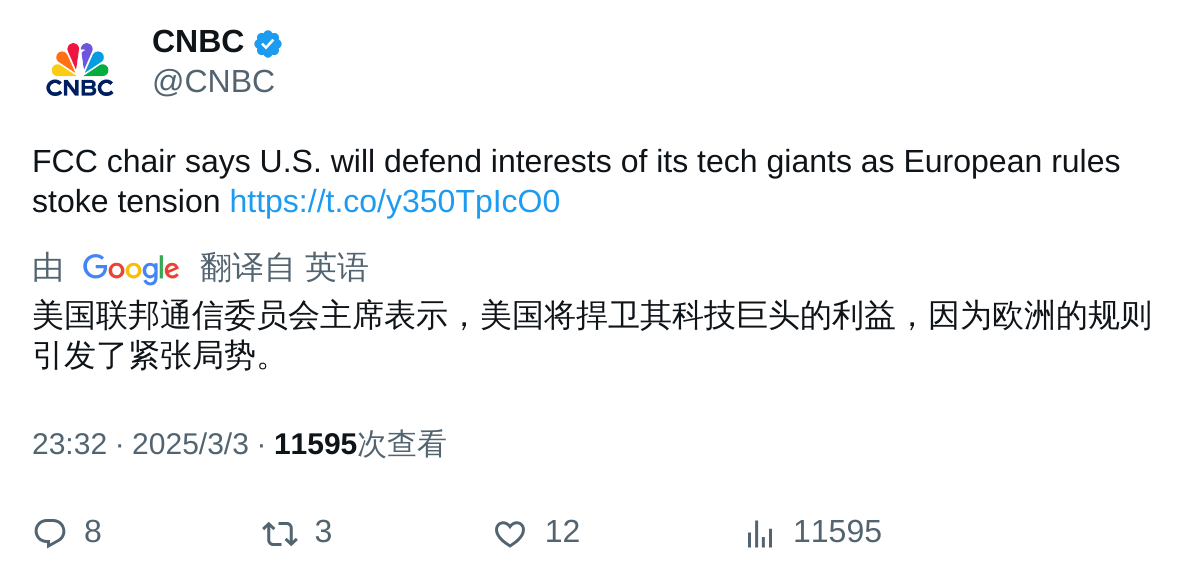 CNBC
CNBC
@CNBC
FCC chair says U.S. will defend interests of its tech giants as European rules
stoke tension https://t.co/y350TpIcO0
由 Google 翻译自 英语
美国联邦通信委员会主席表示，美国将捍卫其科技巨头的利益，因为欧洲的规则
引发了紧张局势。
23:32 · 2025/3/3 · 11595次查看
8 3 12 11595